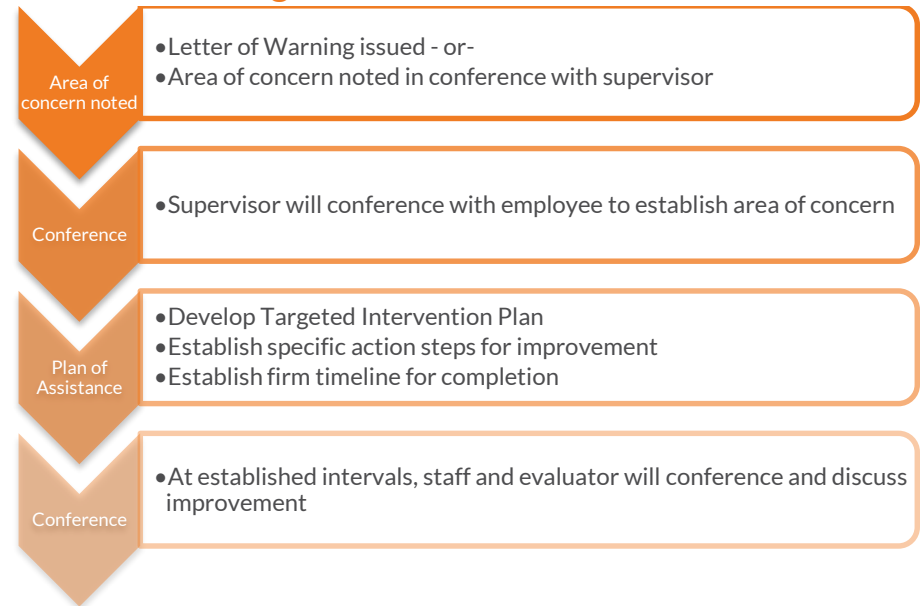 Area of
concern noted
•Letter of Warning issued - or-
•Area of concern noted in conference with supervisor
Conference
•Supervisor will conference with employee to establish area of concern
Plan of
Assistance
•Develop Targeted Intervention Plan
•Establish specific action steps for improvement
•Establish firm timeline for completion
Conference
•At established intervals, staff and evaluator will conference and discuss
improvement